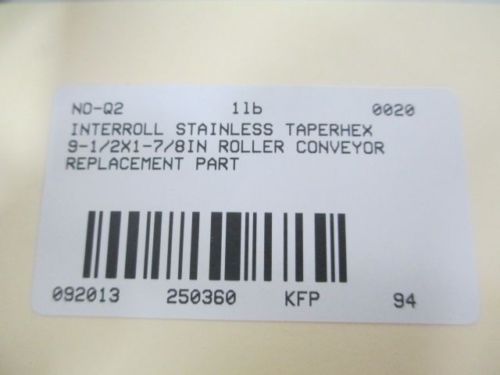 NO-Q2 1lb 0020
INTERROLL STAINLESS TAPERHEX
9-1/2X1-7/8IN ROLLER CONVEYOR
REPLACEMENT PART
092013 250360 KFP 94